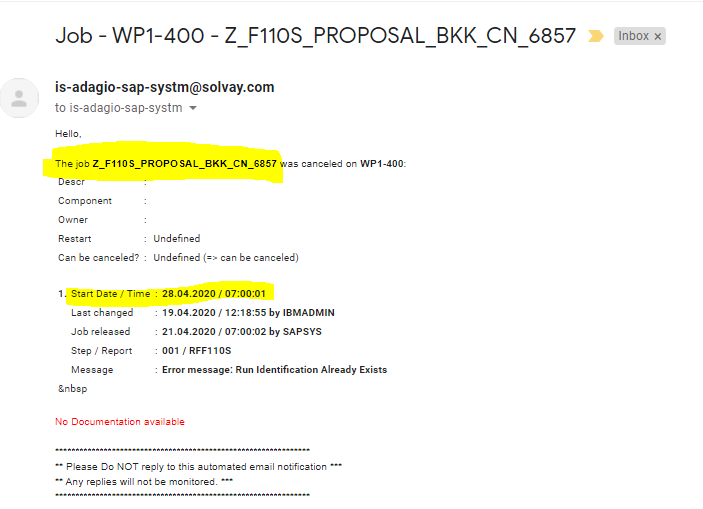 Job - WP1-400 - Z_F110S_PROPOSAL_BKK_CN_6857 Inbox x
is-adagio-sap-systm@solvay.com
to is-adagio-sap-systm
Hello,
The job Z_F110S_PROPOSAL_BKK_CN_6857 was canceled on WP1-400:
Descr :
Component :
Owner :
Restart : Undefined
Can be canceled? : Undefined (=> can be canceled)
1. Start Date / Time : 28.04.2020 / 07:00:01
Last changed : 19.04.2020 / 12:18:55 by IBMADMIN
Job released : 21.04.2020 / 07:00:02 by SAPSYS
Step / Report : 001 / RFF110S
Message : Error message: Run Identification Already Exists
&nbsp
No Documentation available
****************************************************************
** Please Do NOT reply to this automated email notification ***
** Any replies will not be monitored. ***
****************************************************************